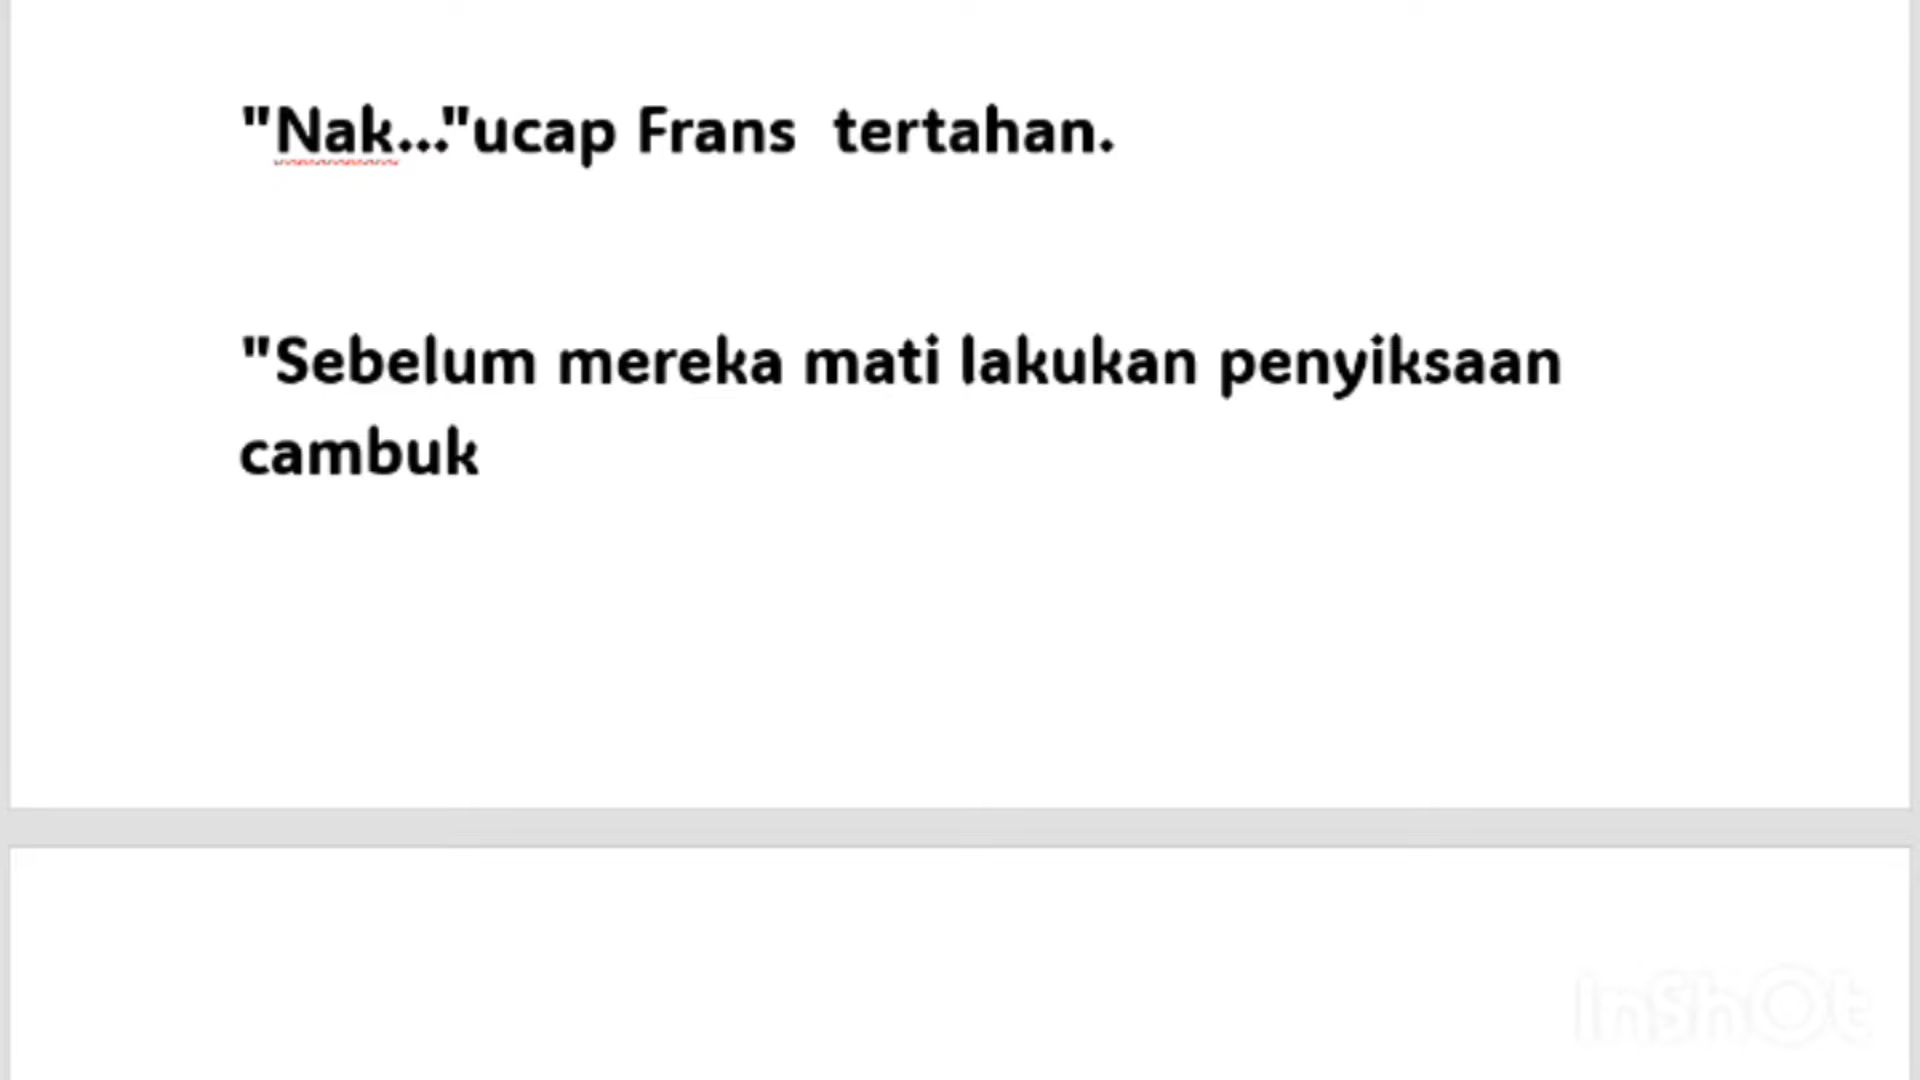 "Nak..."ucap Frans  tertahan.
"Sebelum mereka mati lakukan penyiksaan
cambuk
InShOt